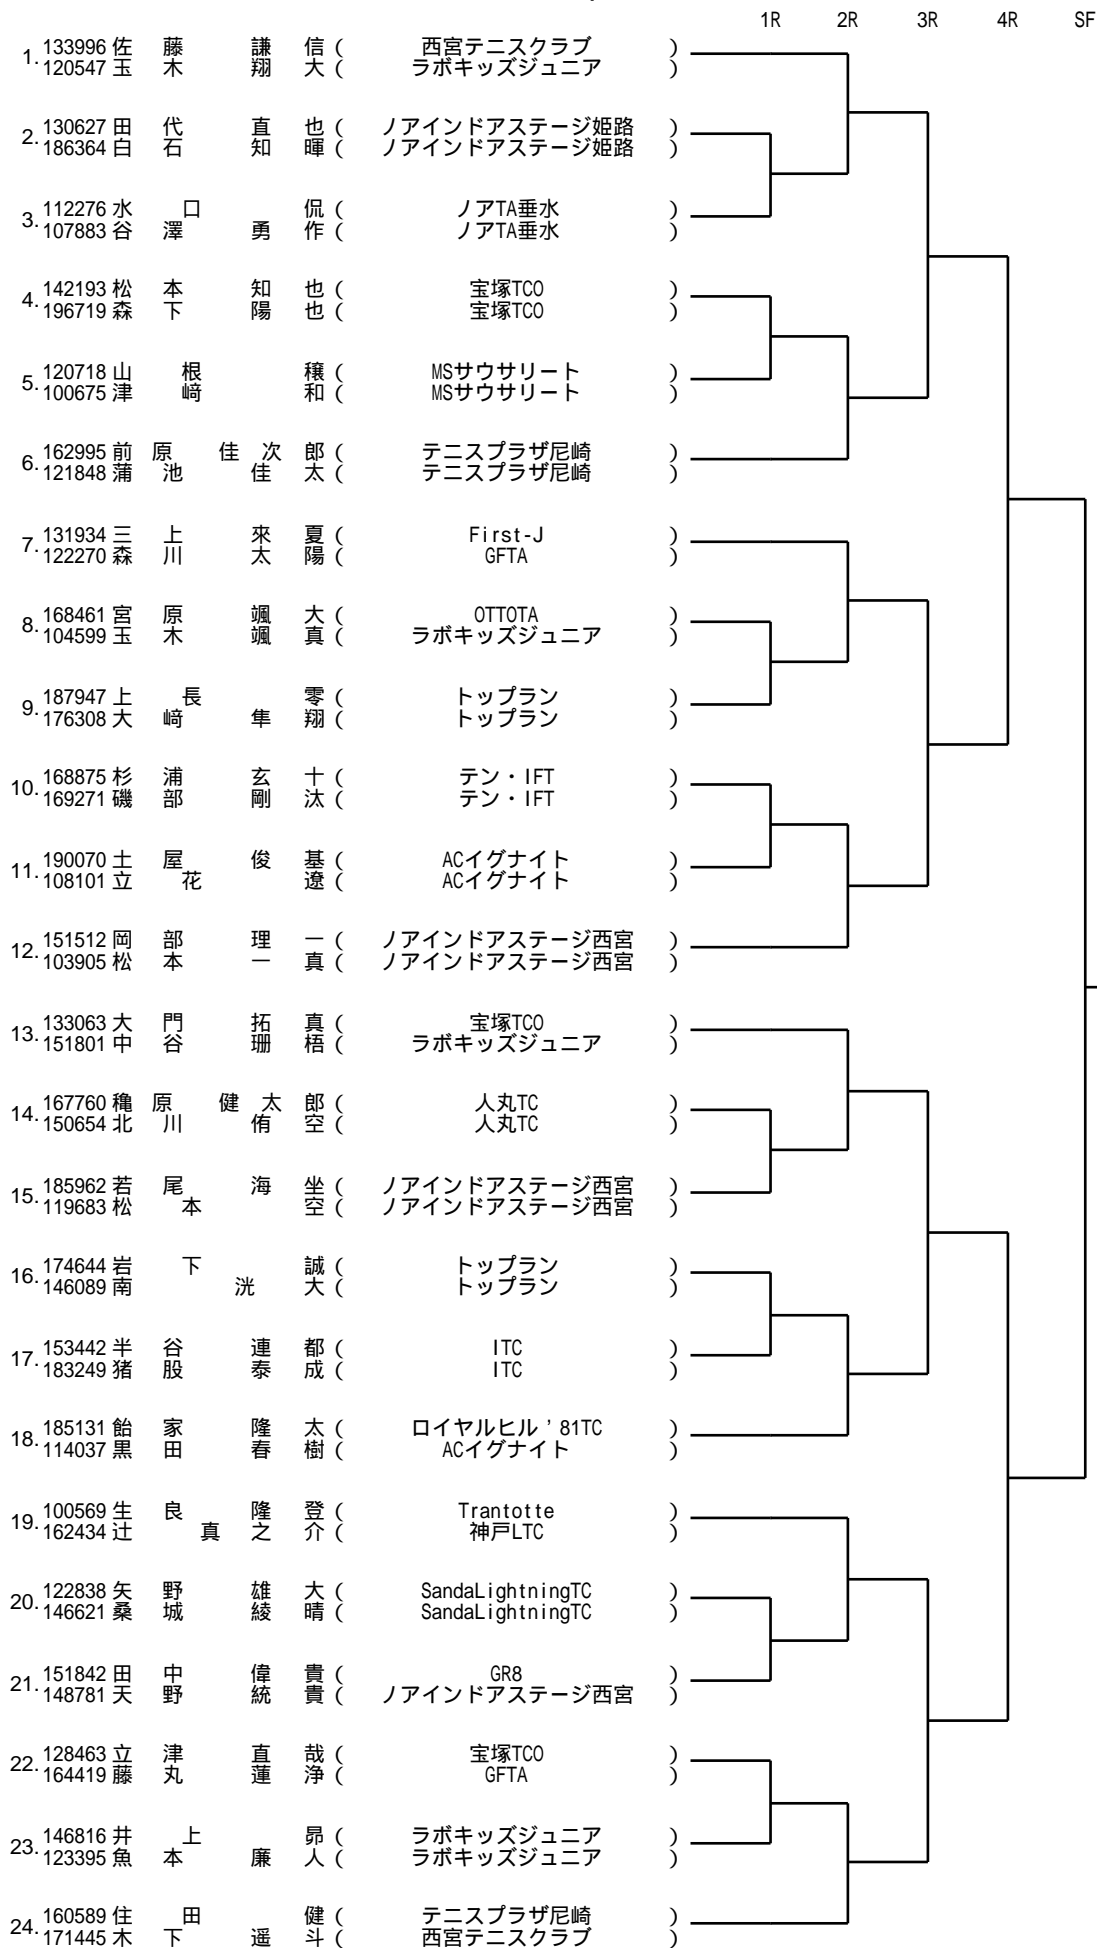 1R 2R 3R 4R SF
1. 133996 佐藤 謙信 ( 西宮テニスクラブ )
120547 玉木 翔大 ( ラボキッズジュニア )
2. 130627 田代 直也 ( ノアインドアステージ姫路 )
186364 白石 知暉 ( ノアインドアステージ姫路 )
3. 112276 水口 侃 ( ノアTA垂水 )
107883 谷澤 勇作 ( ノアTA垂水 )
4. 142193 松本 知也 ( 宝塚TCO )
196719 森下 陽也 ( 宝塚TCO )
5. 120718 山根 穣 ( MSサウサリート )
100675 津﨑 和 ( MSサウサリート )
6. 162995 前原 佳次郎 ( テニスプラザ尼崎 )
121848 蒲池 佳太 ( テニスプラザ尼崎 )
7. 131934 三上 來夏 ( First-J )
122270 森川 太陽 ( GFTA )
8. 168461 宮原 颯大 ( OTTOTA )
104599 玉木 颯真 ( ラボキッズジュニア )
9. 187947 上長 零 ( トップラン )
176308 大﨑 隼翔 ( トップラン )
10. 168875 杉浦 玄十 ( テン・IFT )
169271 磯部 剛汰 ( テン・IFT )
11. 190070 土屋 俊基 ( ACイグナイト )
108101 立花 遼 ( ACイグナイト )
12. 151512 岡部 理一 ( ノアインドアステージ西宮 )
103905 松本 一真 ( ノアインドアステージ西宮 )
13. 133063 大門 拓真 ( 宝塚TCO )
151801 中谷 珊梧 ( ラボキッズジュニア )
14. 167760 穐原 健太郎 ( 人丸TC )
150654 北川 侑空 ( 人丸TC )
15. 185962 若尾 海坐 ( ノアインドアステージ西宮 )
119683 松本 空 ( ノアインドアステージ西宮 )
16. 174644 岩下 誠 ( トップラン )
146089 南 洸大 ( トップラン )
17. 153442 半谷 連都 ( ITC )
183249 猪股 泰成 ( ITC )
18. 185131 飴家 隆太 ( ロイヤルヒル'81TC )
114037 黒田 春樹 ( ACイグナイト )
19. 100569 生良 隆登 ( Trantotte )
162434 辻 真之介 ( 神戸LTC )
20. 122838 矢野 雄大 ( SandaLightningTC )
146621 桑城 綾晴 ( SandaLightningTC )
21. 151842 田中 偉貴 ( GR8 )
148781 天野 統貴 ( ノアインドアステージ西宮 )
22. 128463 立津 直哉 ( 宝塚TCO )
164419 藤丸 蓮浄 ( GFTA )
23. 146816 井上 昴 ( ラボキッズジュニア )
123395 魚本 廉人 ( ラボキッズジュニア )
24. 160589 住田 健 ( テニスプラザ尼崎 )
171445 木下 遥斗 ( 西宮テニスクラブ )